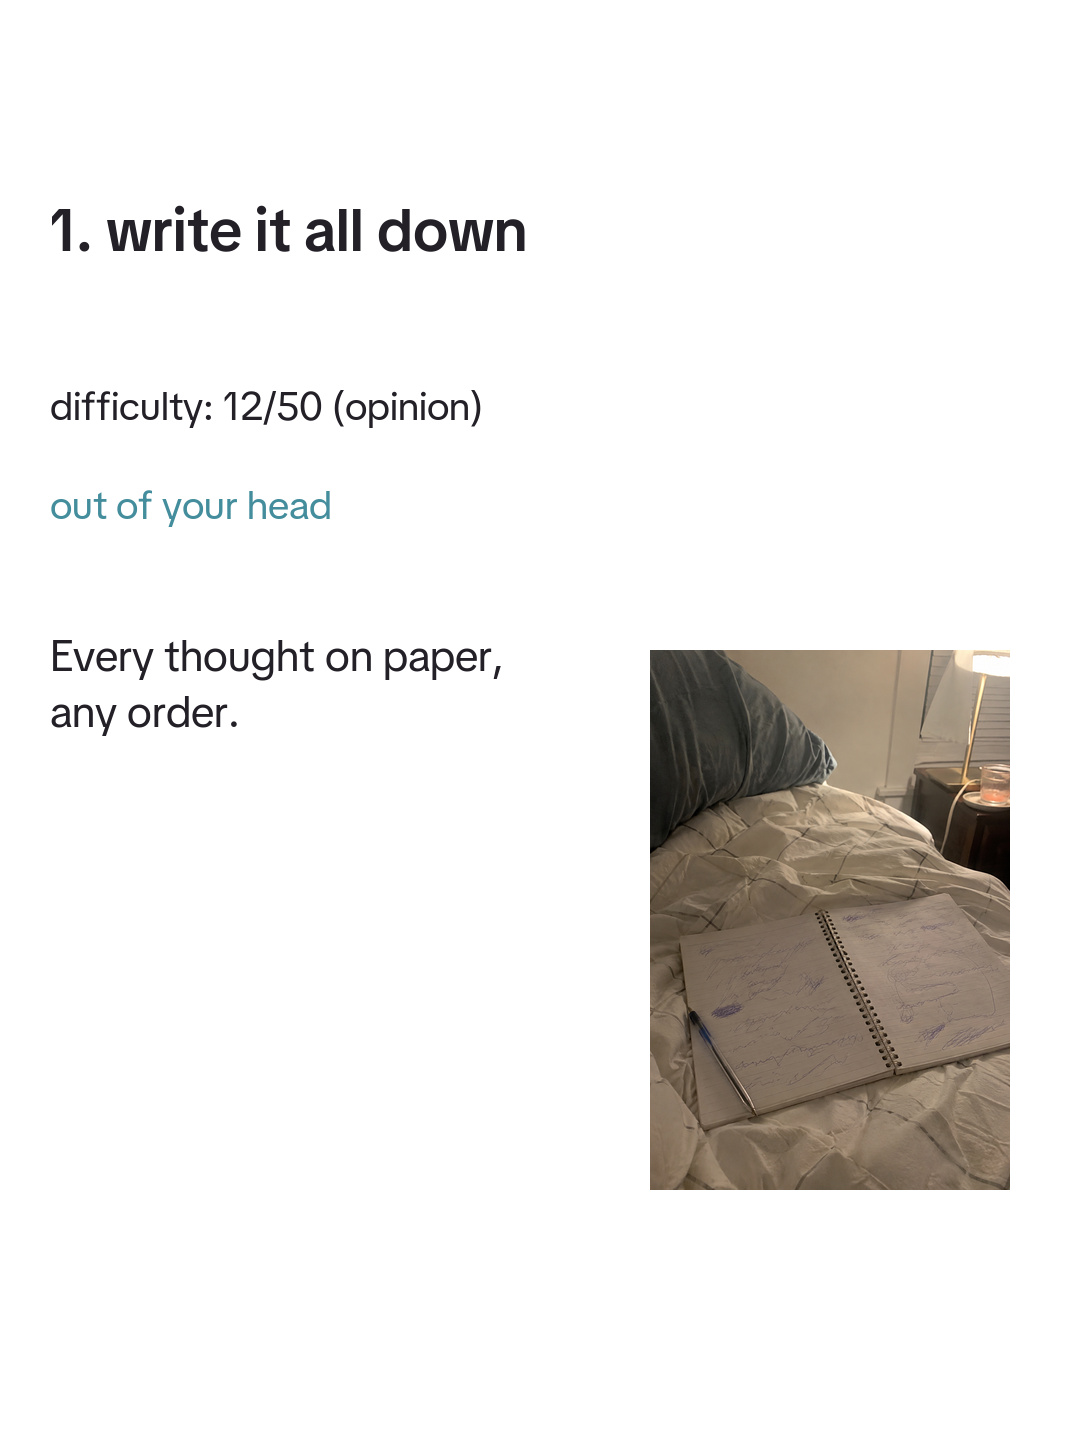 1. write it all down
difficulty: 12/50 (opinion)
out of your head
Every thought on paper,
any order.